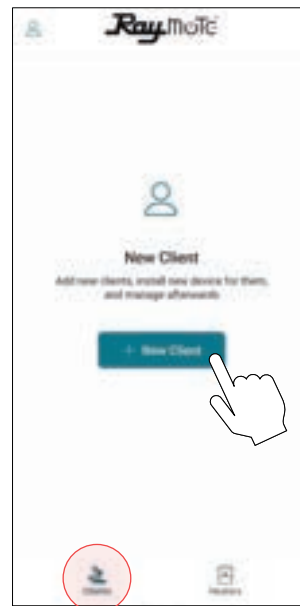 RayMOTE
New Client
Add new clients, install new device for them,
and manage afterwards
+ New Client
Clients
Heaters